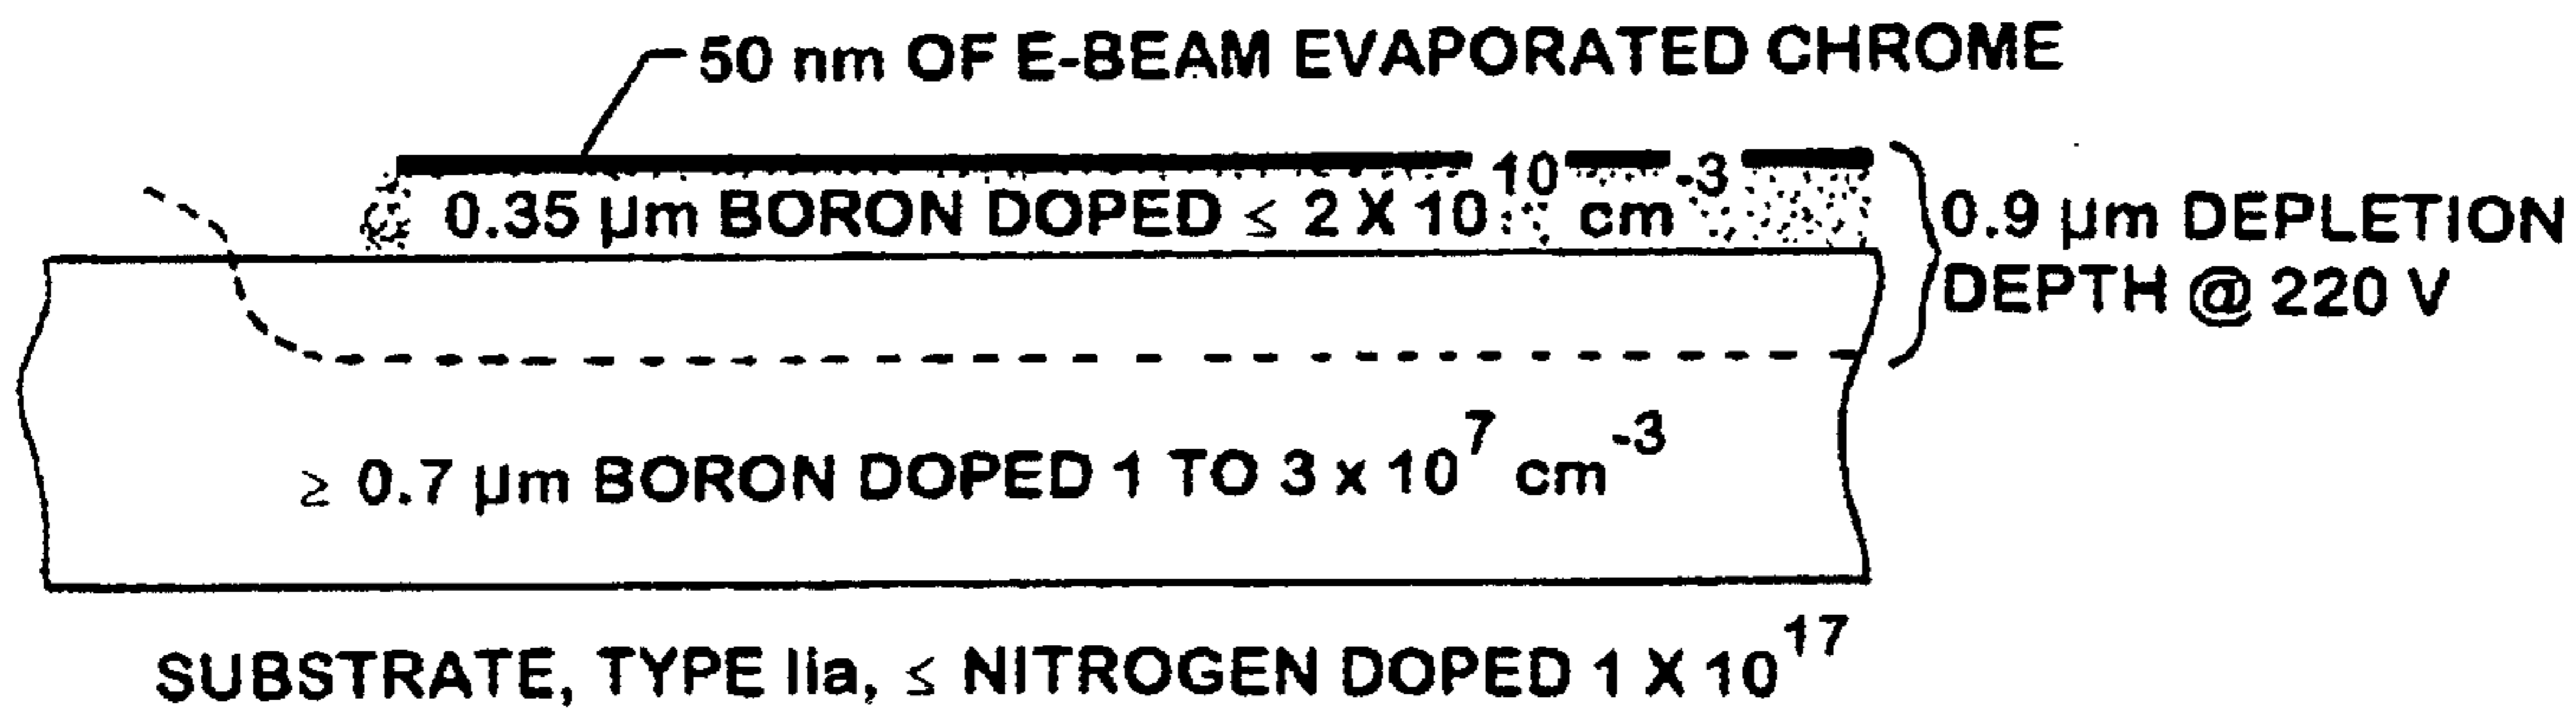 50 nm OF E-BEAM EVAPORATED CHROME
0.35 µm BORON DOPED ≤ 2 X 10¹⁰ cm⁻³
0.9 µm DEPLETION
DEPTH @ 220 V
≥ 0.7 µm BORON DOPED 1 TO 3 x 10⁷ cm⁻³
SUBSTRATE, TYPE IIa, ≤ NITROGEN DOPED 1 X 10¹⁷